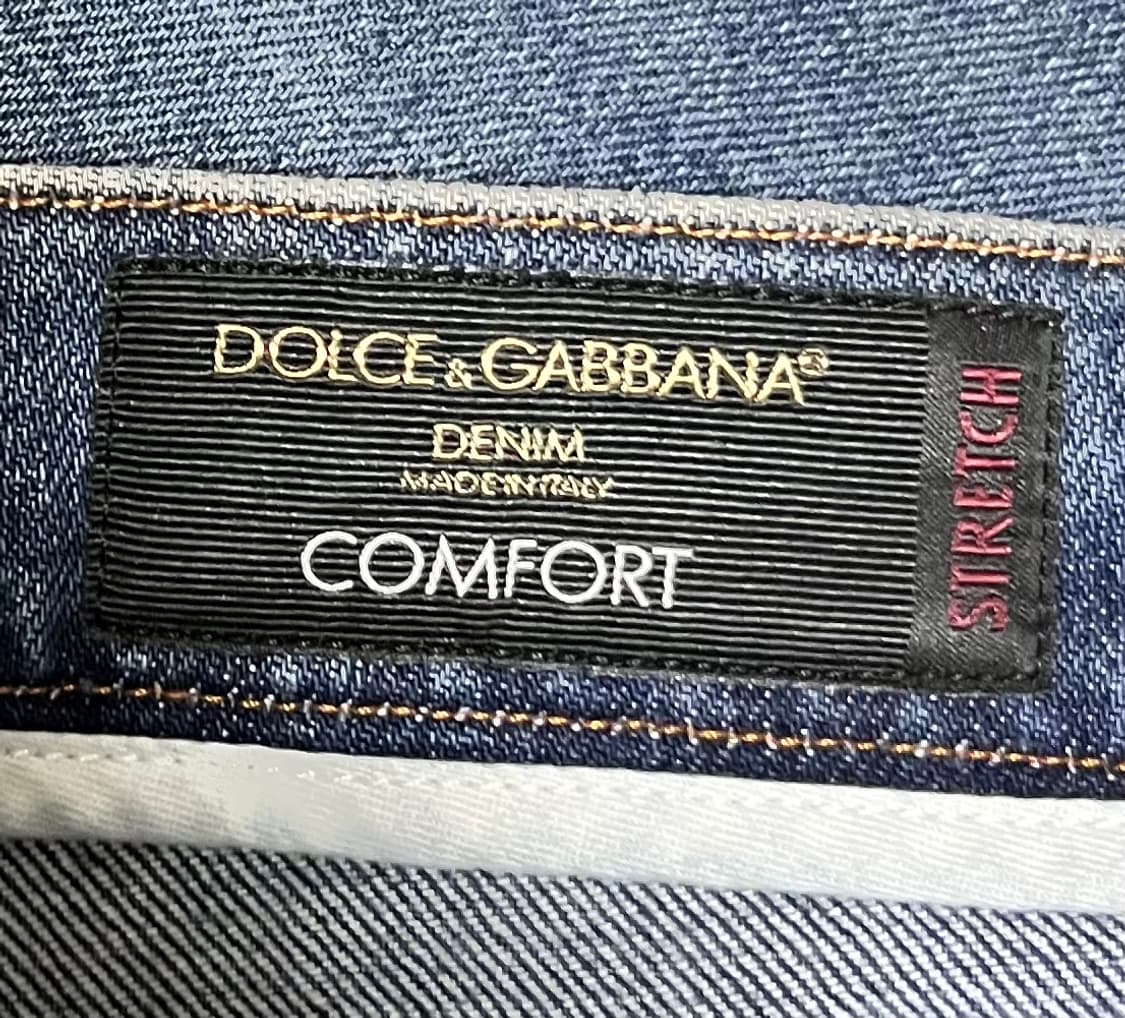 DOLCE & GABBANA®
DENIM
MADE IN ITALY
COMFORT
STRETCH